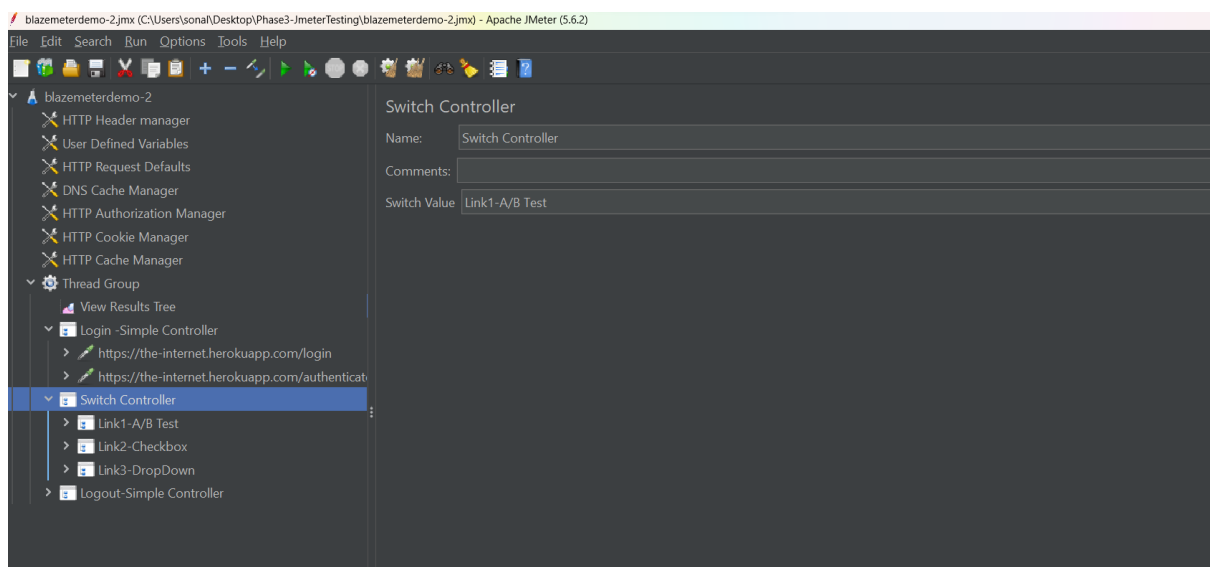 blazemeterdemo-2.jmx (C:\Users\sonal\Desktop\Phase3-JmeterTesting\blazemeterdemo-2.jmx) - Apache JMeter (5.6.2)
File Edit Search Run Options Tools Help
blazemeterdemo-2
HTTP Header manager
User Defined Variables
HTTP Request Defaults
DNS Cache Manager
HTTP Authorization Manager
HTTP Cookie Manager
HTTP Cache Manager
Thread Group
View Results Tree
Login -Simple Controller
https://the-internet.herokuapp.com/login
https://the-internet.herokuapp.com/authenticat
Switch Controller
Link1-A/B Test
Link2-Checkbox
Link3-DropDown
Logout-Simple Controller
Switch Controller
Name: Switch Controller
Comments:
Switch Value Link1-A/B Test